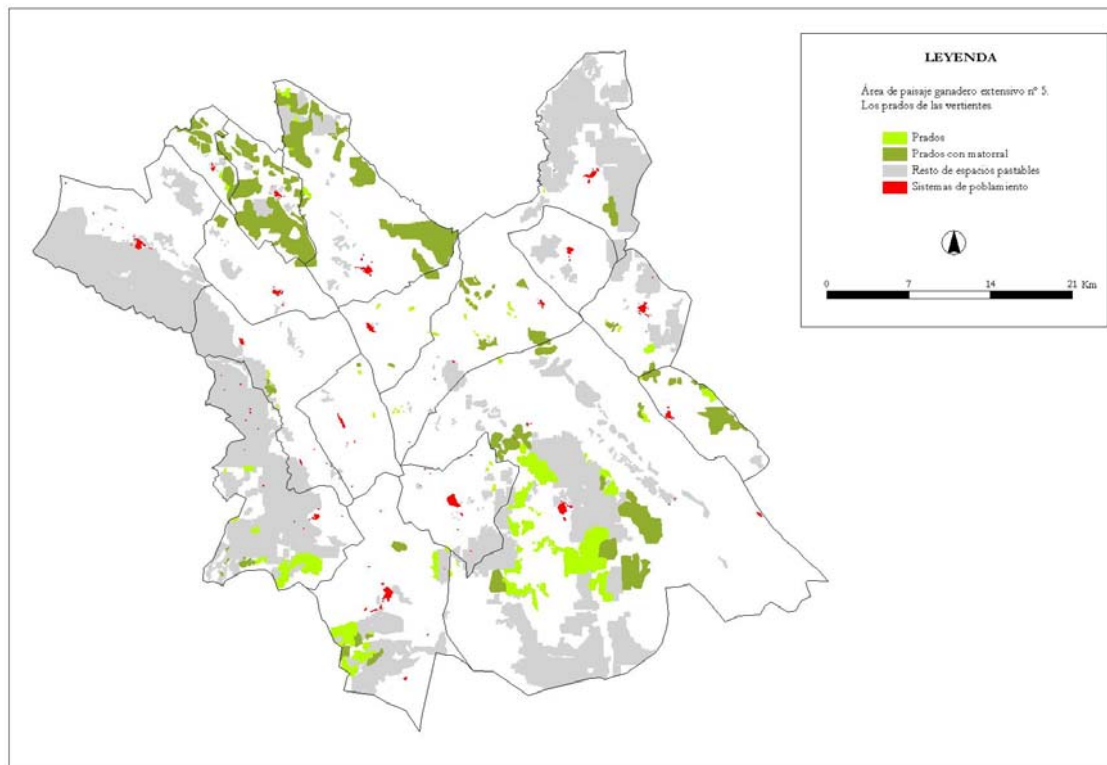 LEYENDA
Área de paisaje ganadero extensivo nº 5.
Los prados de las vertientes
Prados
Prados con matorral
Resto de espacios pastables
Sistemas de poblamiento
0 7 14 21 Km